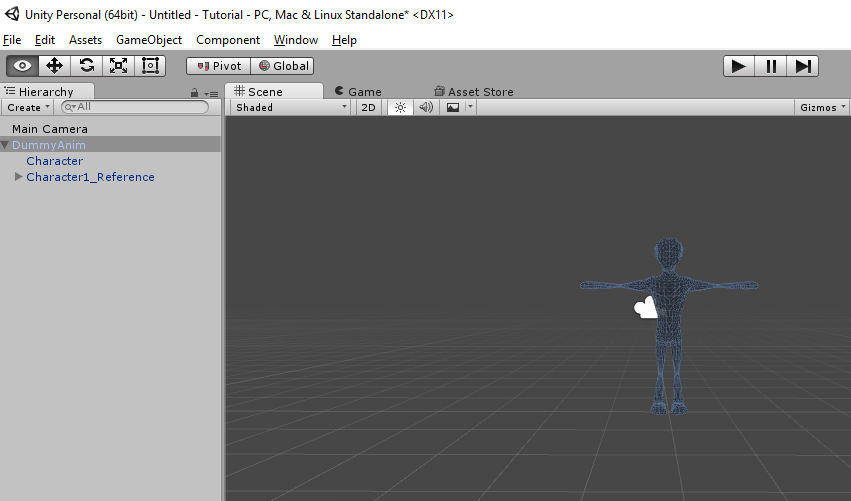 Unity Personal (64bit) - Untitled - Tutorial - PC, Mac & Linux Standalone* <DX11>
File Edit Assets GameObject Component Window Help
Pivot Global
Hierarchy Scene Game Asset Store
Create All Shaded 2D Gizmos
Main Camera
DummyAnim
Character
Character1_Reference